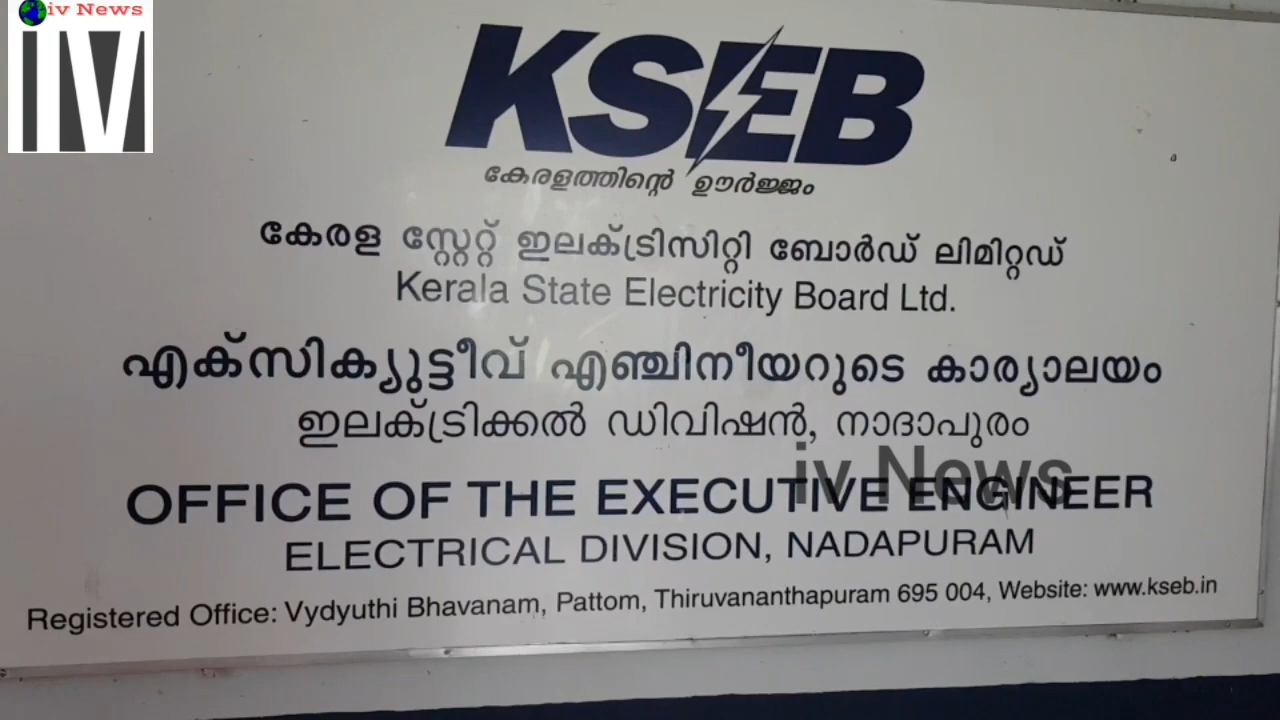 iv News
iv
KSEB
കേരളത്തിന്റെ ഊർജ്ജം
കേരള സ്റ്റേറ്റ് ഇലക്ട്രിസിറ്റി ബോർഡ് ലിമിറ്റഡ്
Kerala State Electricity Board Ltd.
എക്സിക്യുട്ടീവ് എഞ്ചിനീയറുടെ കാര്യാലയം
ഇലക്ട്രിക്കൽ ഡിവിഷൻ, നാദാപുരം
iv News
OFFICE OF THE EXECUTIVE ENGINEER
ELECTRICAL DIVISION, NADAPURAM
Registered Office: Vydyuthi Bhavanam, Pattom, Thiruvananthapuram 695 004, Website: www.kseb.in